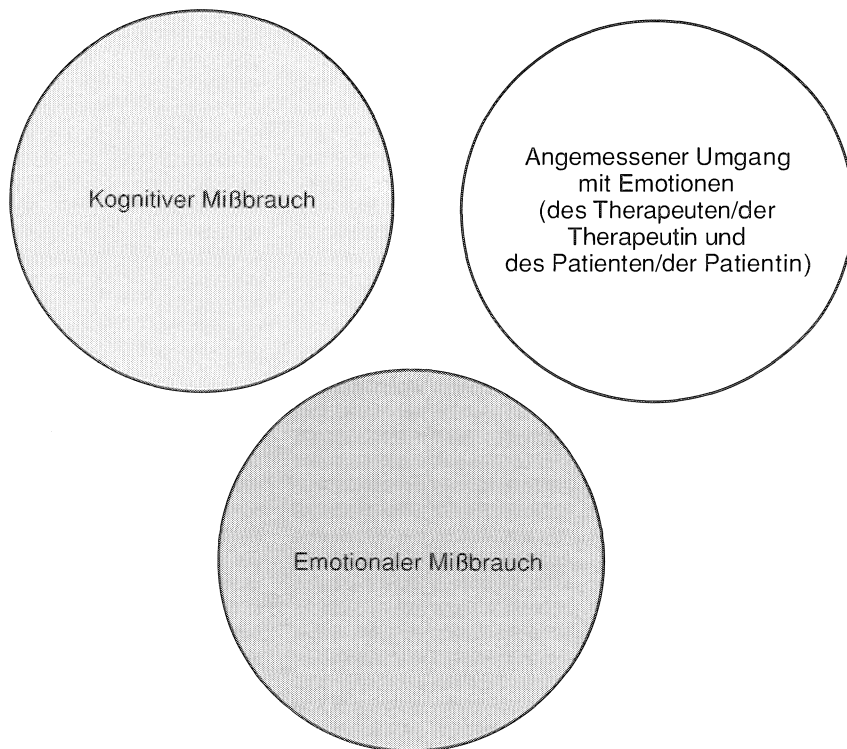 Kognitiver Mißbrauch
Angemessener Umgang
mit Emotionen
(des Therapeuten/der
Therapeutin und
des Patienten/der Patientin)
Emotionaler Mißbrauch